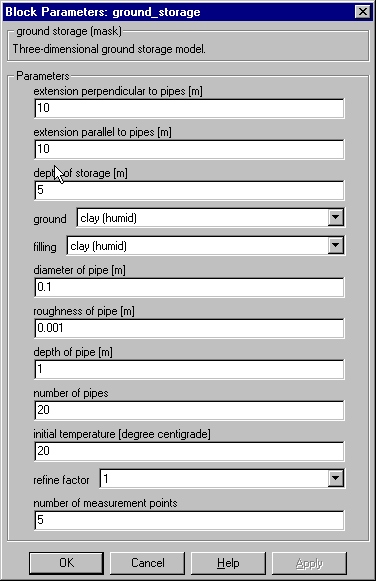 Block Parameters: ground_storage
ground storage (mask)
Three-dimensional ground storage model.
Parameters
extension perpendicular to pipes [m]
10
extension parallel to pipes [m]
10
depth of storage [m]
5
ground clay (humid)
filling clay (humid)
diameter of pipe [m]
0.1
roughness of pipe [m]
0.001
depth of pipe [m]
1
number of pipes
20
initial temperature [degree centigrade]
20
refine factor 1
number of measurement points
5
OK Cancel Help Apply